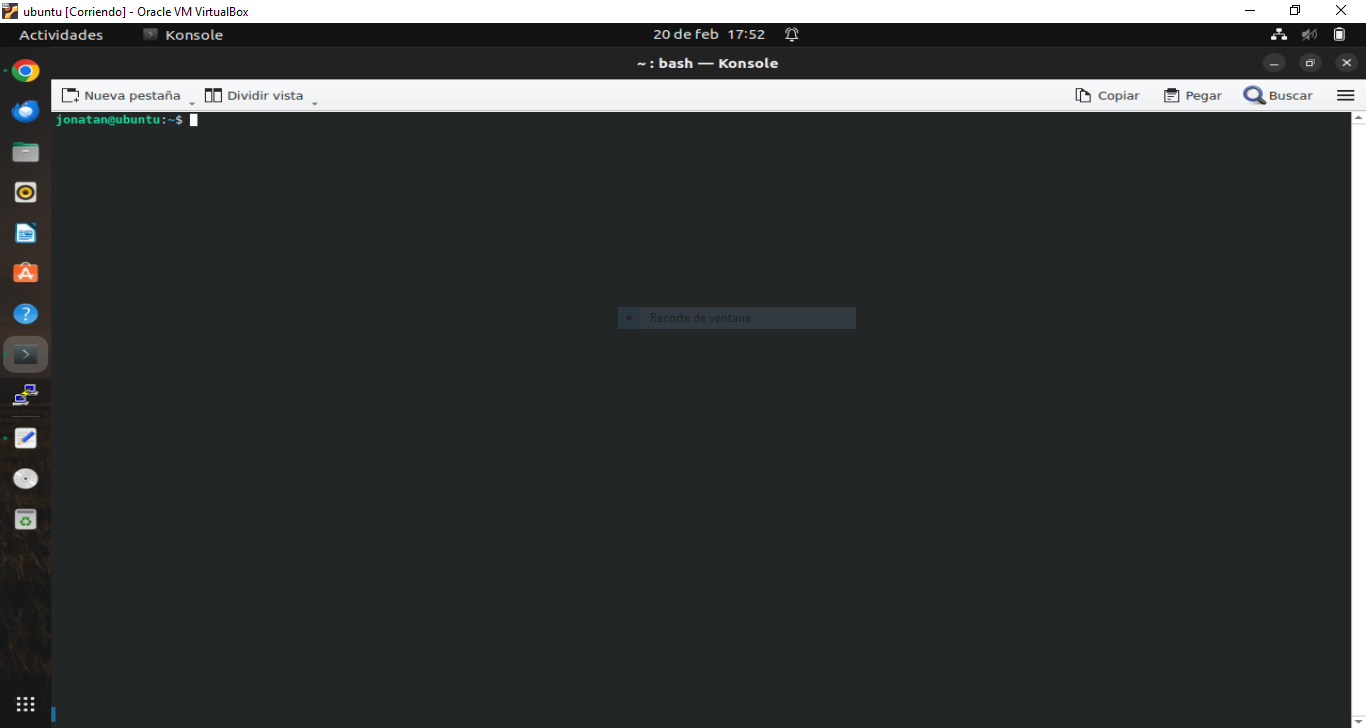 ubuntu [Corriendo] - Oracle VM VirtualBox
Actividades Konsole 20 de feb 17:52
~ : bash — Konsole
Nueva pestaña Dividir vista Copiar Pegar Buscar
jonatan@ubuntu:~$
Recorte de ventana